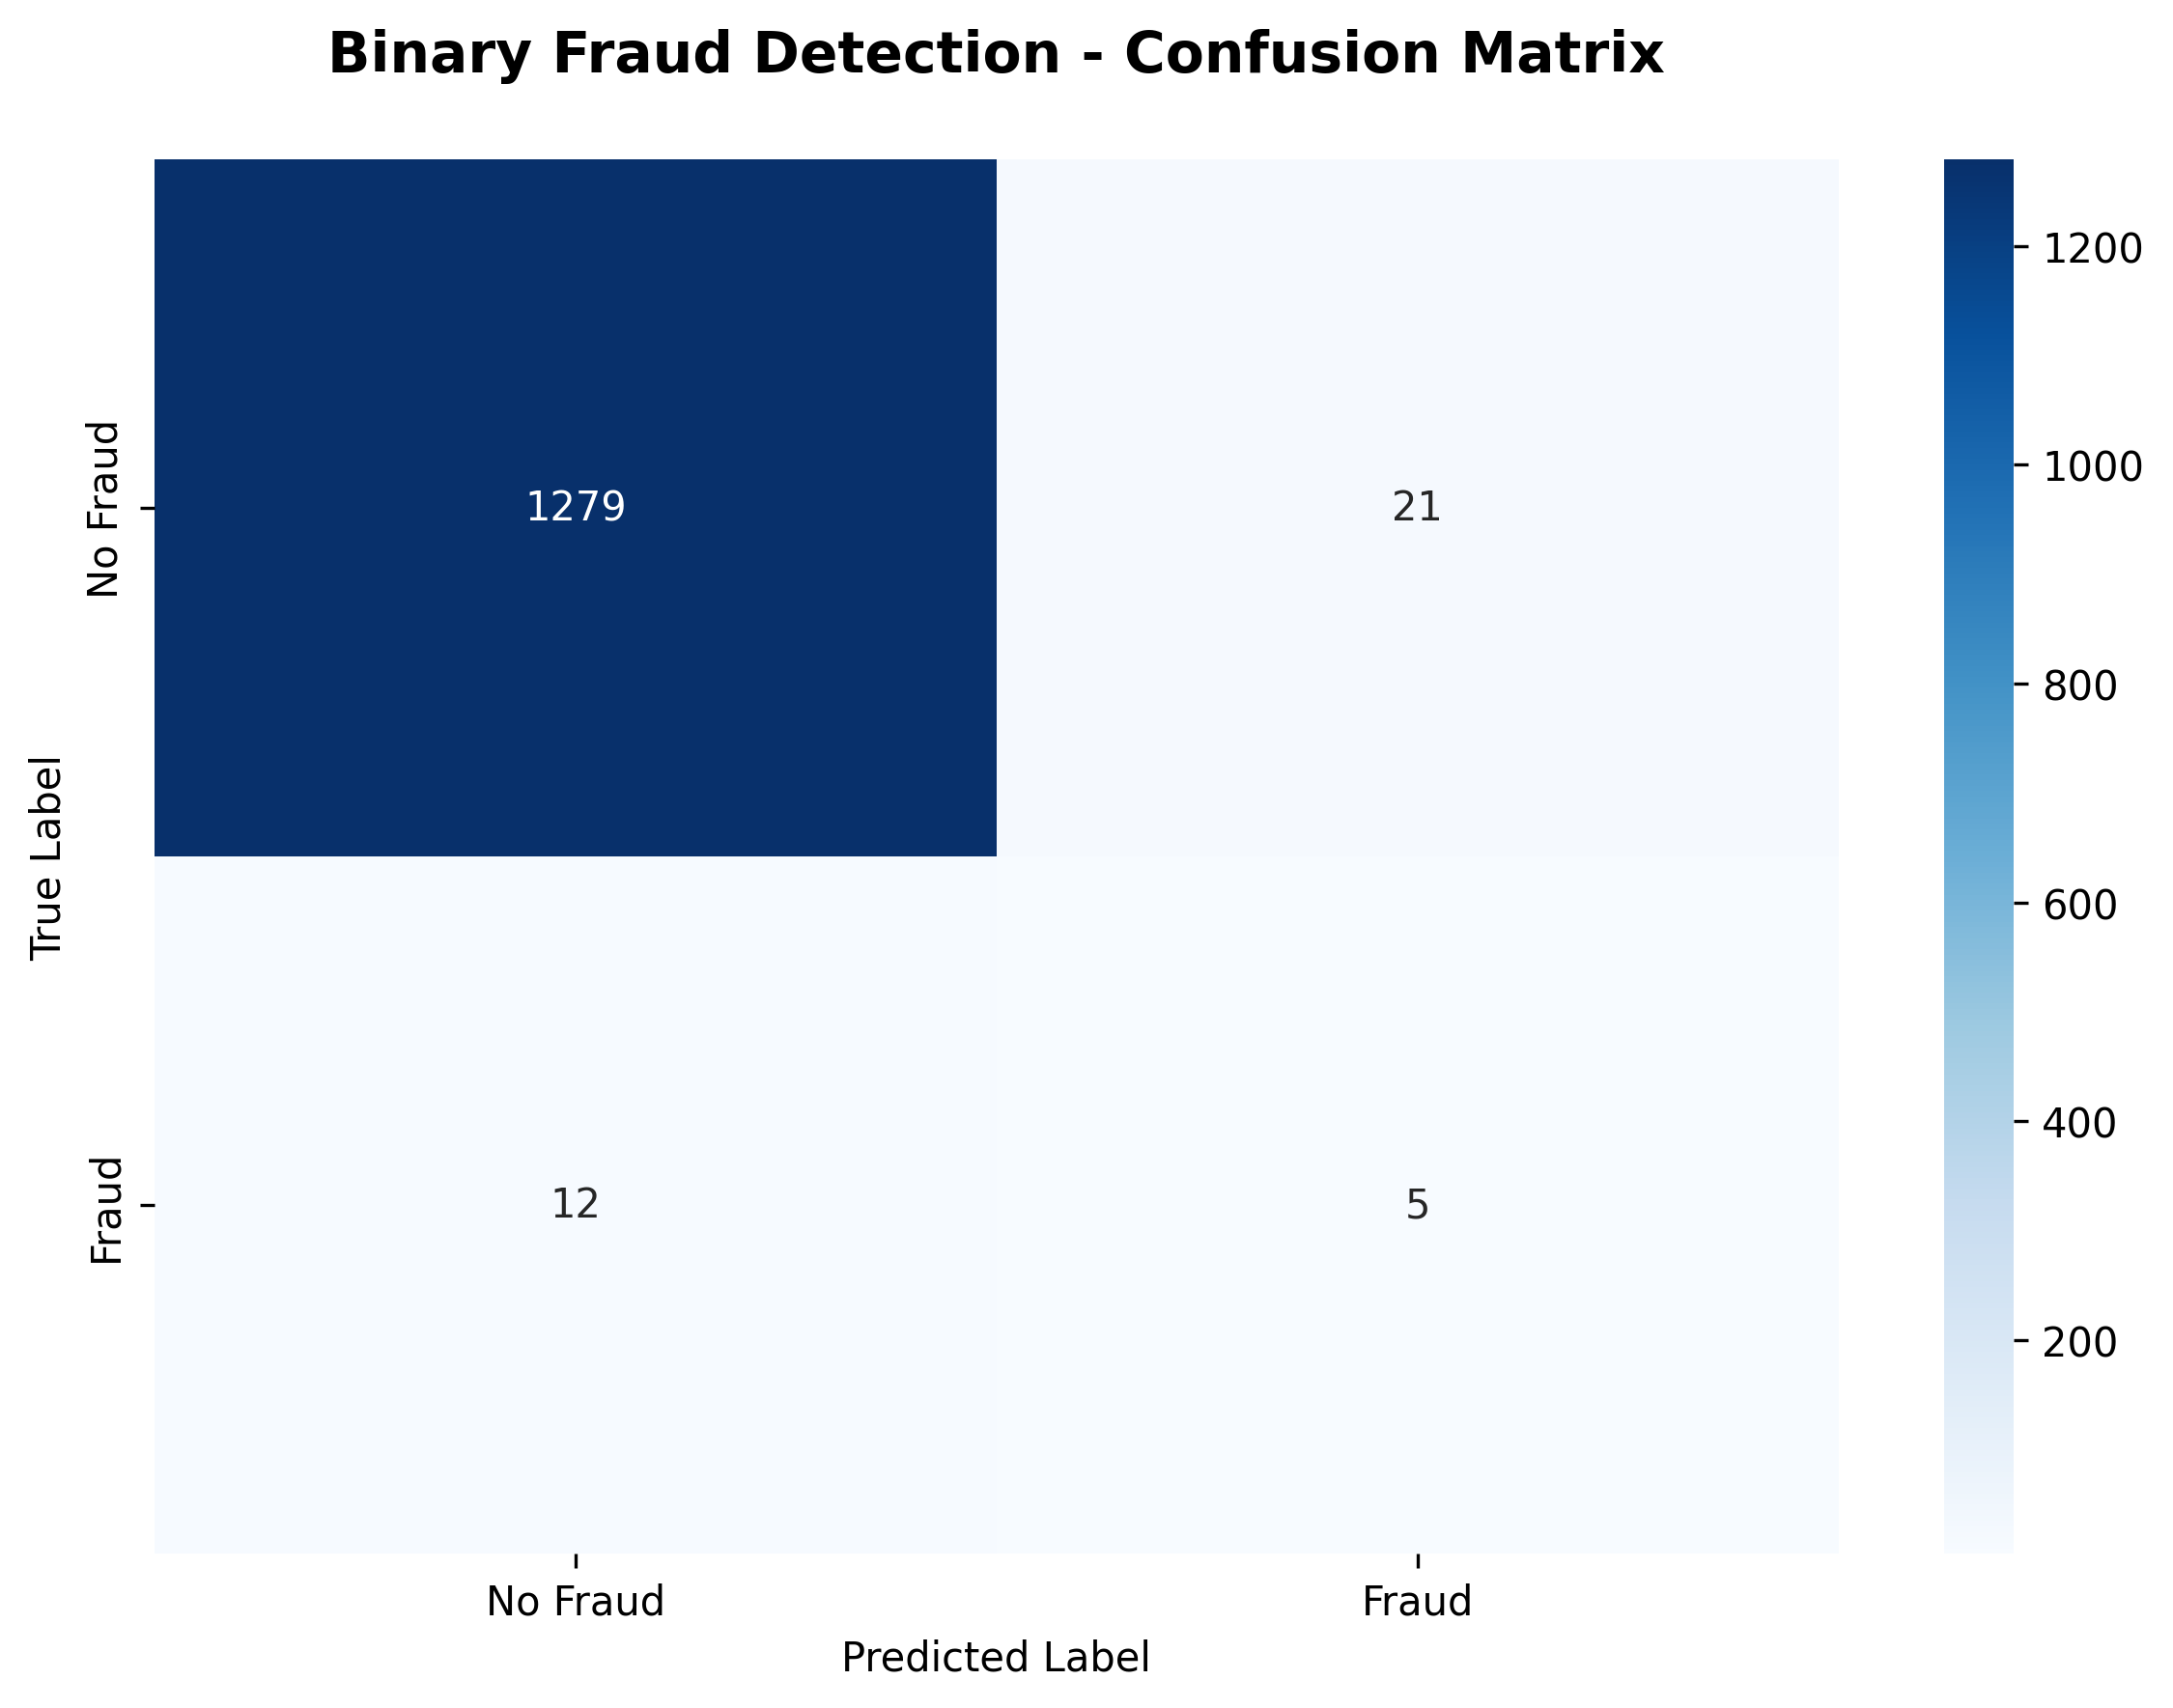 Binary Fraud Detection - Confusion Matrix
True Label
No Fraud
1279
21
Fraud
12
5
No Fraud
Fraud
Predicted Label
1200
1000
800
600
400
200